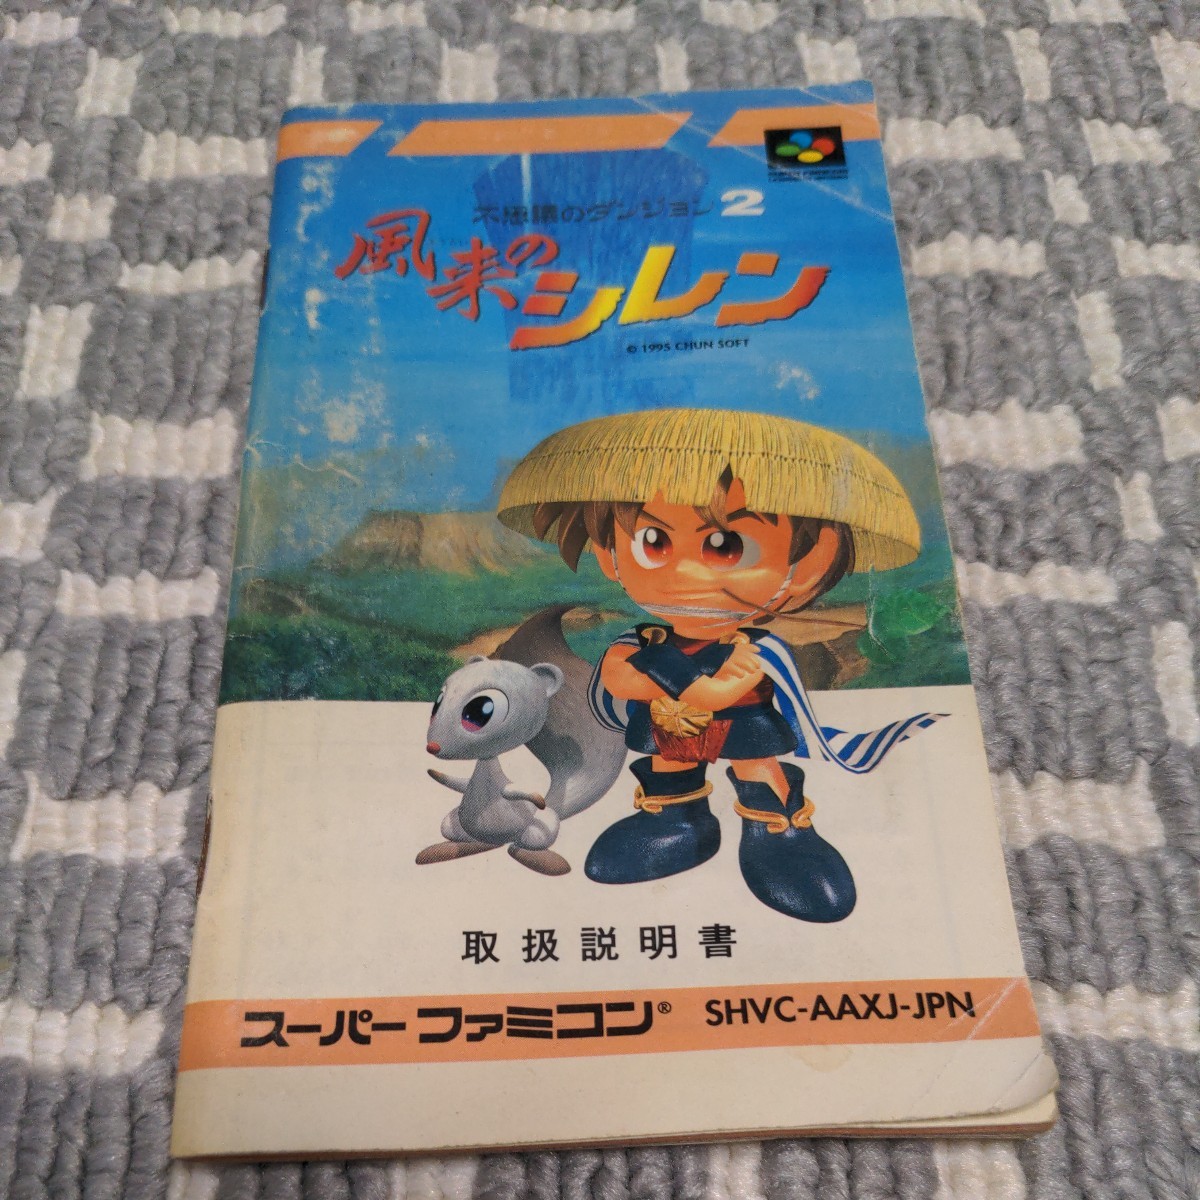 不思議のダンジョン2
風来の
シレン
© 1995 CHUN SOFT
取扱説明書
スーパーファミコン® SHVC-AAXJ-JPN